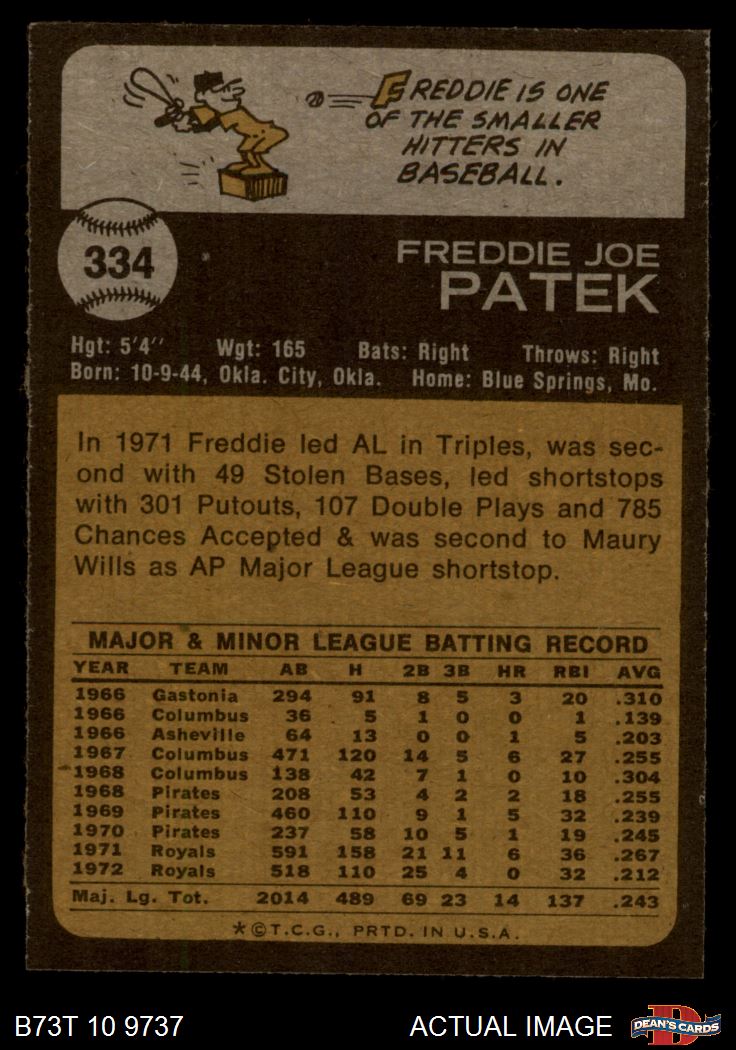 FREDDIE IS ONE
OF THE SMALLER
HITTERS IN
BASEBALL.
334
FREDDIE JOE
PATEK
Hgt: 5'4" Wgt: 165 Bats: Right Throws: Right
Born: 10-9-44, Okla. City, Okla. Home: Blue Springs, Mo.
In 1971 Freddie led AL in Triples, was sec-
ond with 49 Stolen Bases, led shortstops
with 301 Putouts, 107 Double Plays and 785
Chances Accepted & was second to Maury
Wills as AP Major League shortstop.
MAJOR & MINOR LEAGUE BATTING RECORD
YEAR TEAM AB H 2B 3B HR RBI AVG
1966 Gastonia 294 91 8 5 3 20 .310
1966 Columbus 36 5 1 0 0 1 .139
1966 Asheville 64 13 0 0 1 5 .203
1967 Columbus 471 120 14 5 6 27 .255
1968 Columbus 138 42 7 1 0 10 .304
1968 Pirates 208 53 4 2 2 18 .255
1969 Pirates 460 110 9 1 5 32 .239
1970 Pirates 237 58 10 5 1 19 .245
1971 Royals 591 158 21 11 6 36 .267
1972 Royals 518 110 25 4 0 32 .212
Maj. Lg. Tot. 2014 489 69 23 14 137 .243
*©T.C.G., PRTD. IN U.S.A.
B73T 10 9737 ACTUAL IMAGE DEAN'S CARDS